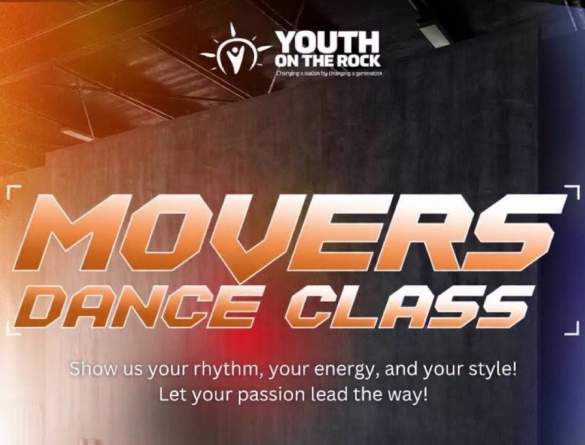 YOUTH
ON THE ROCK
Changing a nation by changing a generation
MOVERS
DANCE CLASS
Show us your rhythm, your energy, and your style!
Let your passion lead the way!